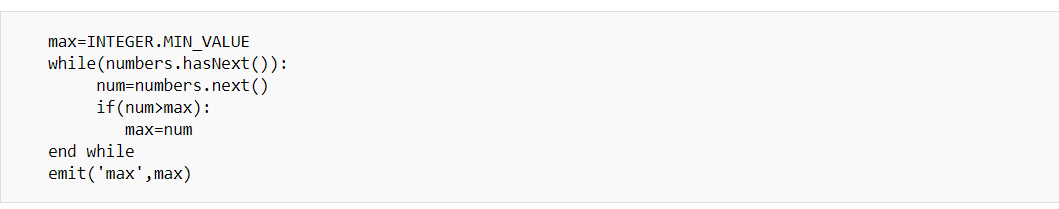 max=INTEGER.MIN_VALUE
while(numbers.hasNext()):
     num=numbers.next()
     if(num>max):
        max=num
end while
emit('max',max)